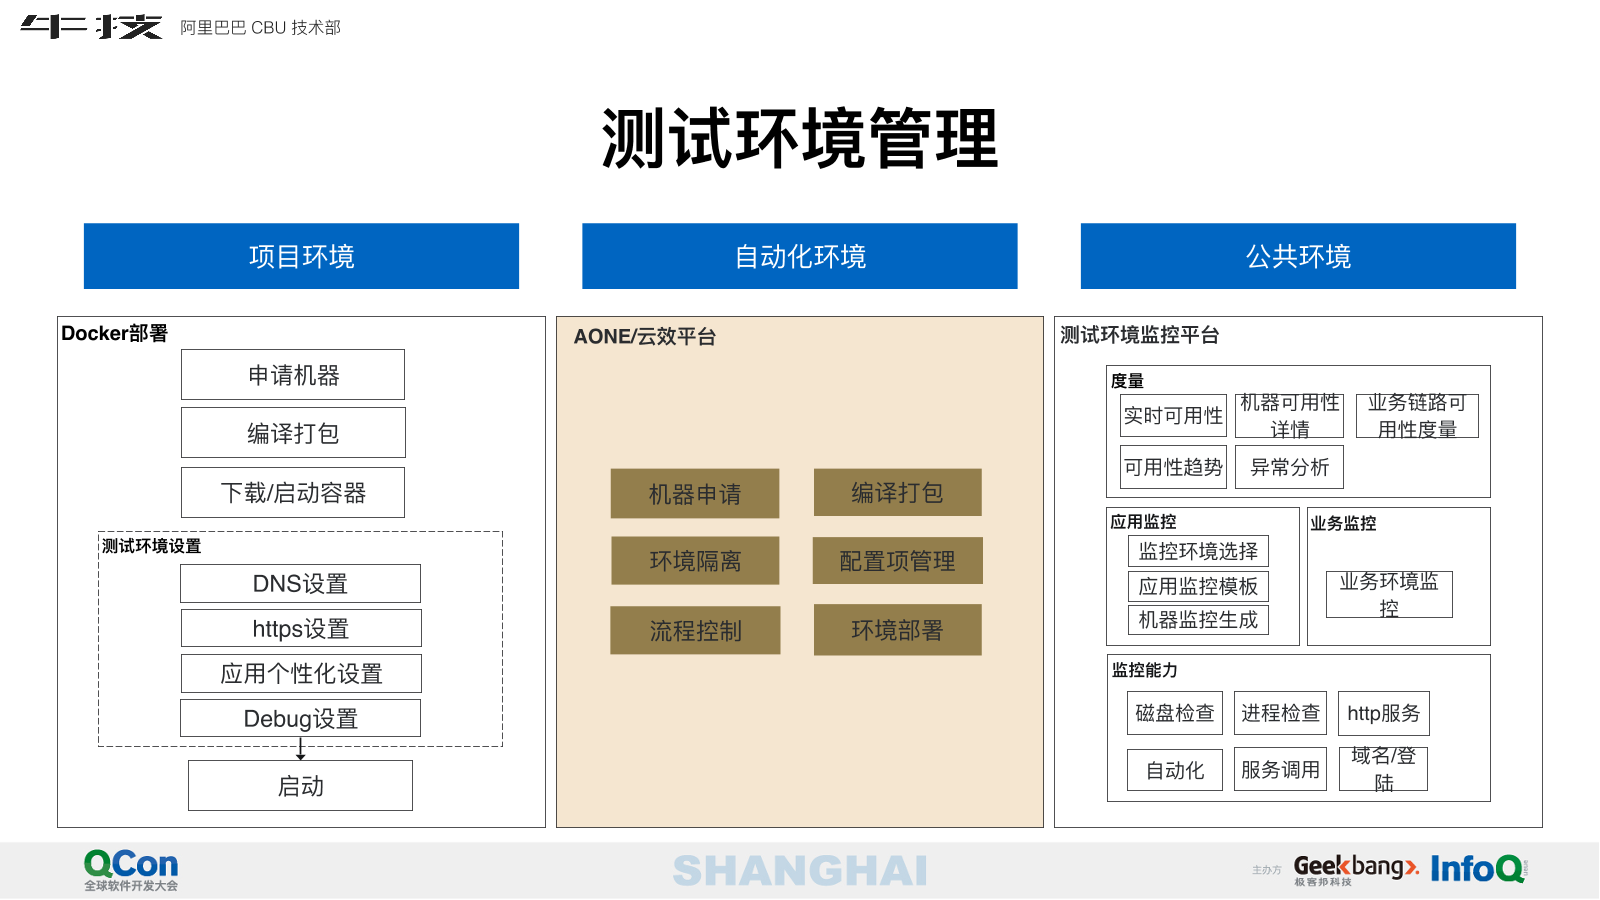 牛技 阿里巴巴 CBU 技术部
测试环境管理
项目环境
自动化环境
公共环境
Docker部署
申请机器
编译打包
下载/启动容器
测试环境设置
DNS设置
https设置
应用个性化设置
Debug设置
启动
AONE/云效平台
机器申请
编译打包
环境隔离
配置项管理
流程控制
环境部署
测试环境监控平台
度量
实时可用性
机器可用性
详情
业务链路可
用性度量
可用性趋势
异常分析
应用监控
监控环境选择
应用监控模板
机器监控生成
业务监控
业务环境监
控
监控能力
磁盘检查
进程检查
http服务
自动化
服务调用
域名/登
陆
QCon
全球软件开发大会
SHANGHAI
主办方
Geekbang
极客邦科技
InfoQ